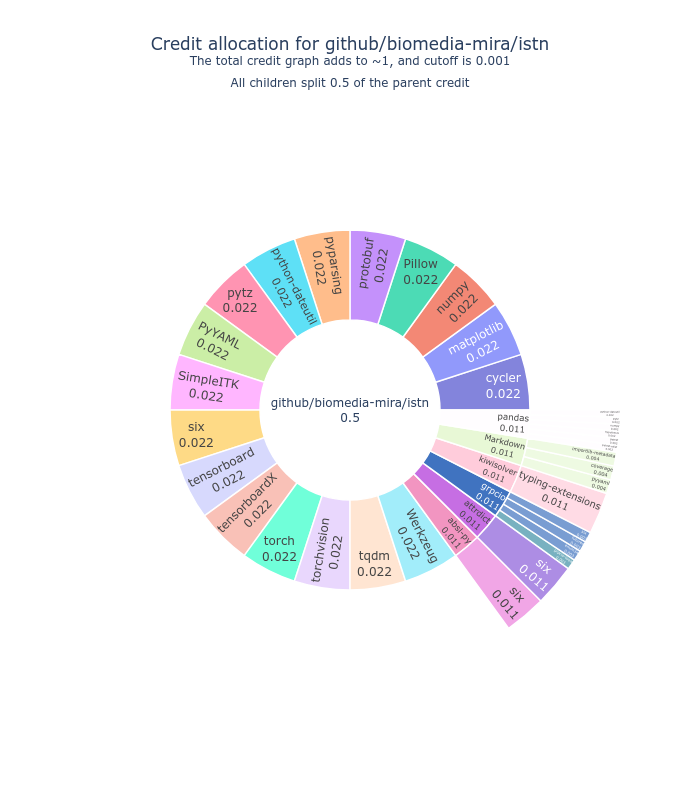 Credit allocation for github/biomedia-mira/istn
The total credit graph adds to ~1, and cutoff is 0.001
All children split 0.5 of the parent credit
github/biomedia-mira/istn
0.5
cycler
0.022
matplotlib
0.022
numpy
0.022
Pillow
0.022
protobuf
0.022
pyparsing
0.022
python-dateutil
0.022
pytz
0.022
PyYAML
0.022
SimpleITK
0.022
six
0.022
tensorboard
0.022
tensorboardX
0.022
torch
0.022
torchvision
0.022
tqdm
0.022
Werkzeug
0.022
absl-py
0.011
six
0.011
attrdict
0.011
six
0.011
grpcio
0.011
kiwisolver
0.011
typing-extensions
0.011
Markdown
0.011
importlib-metadata
0.004
coverage
0.004
pyyaml
0.004
pandas
0.011